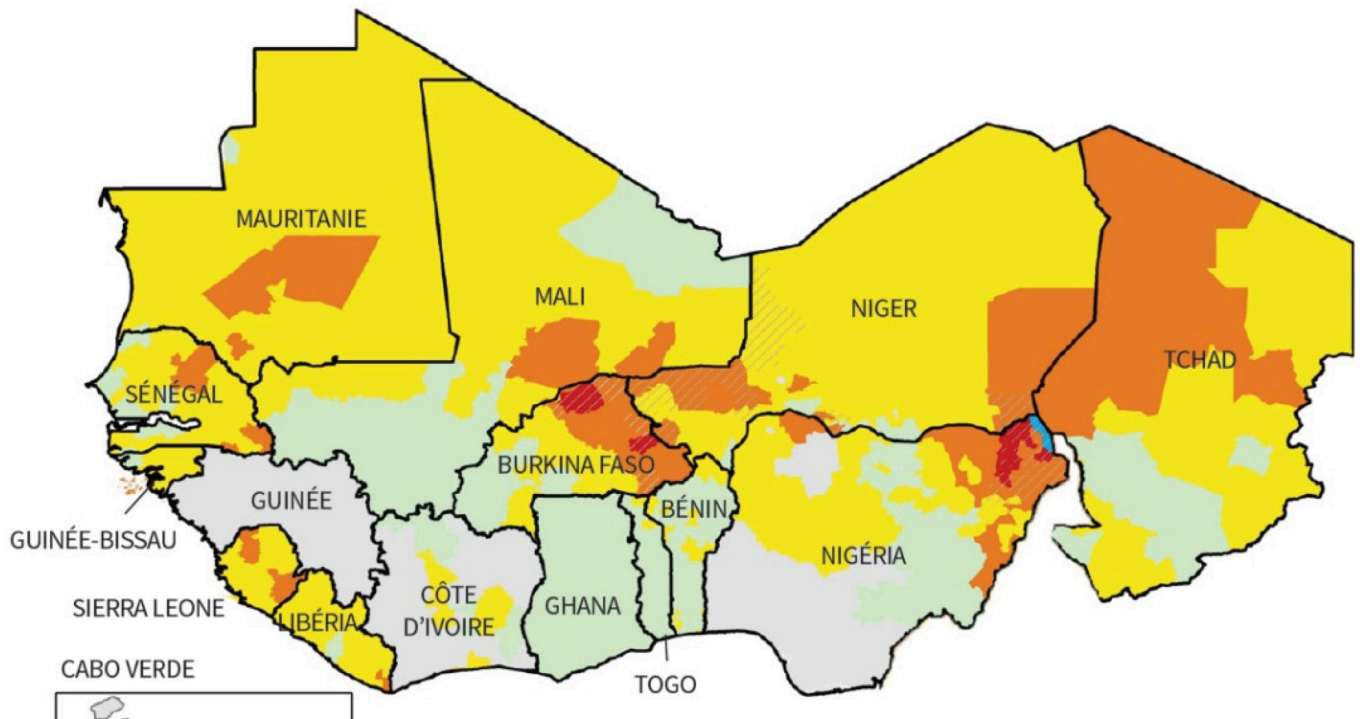 MAURITANIE
MALI
NIGER
TCHAD
SÉNÉGAL
BURKINA FASO
BÉNIN
GUINÉE
GUINÉE-BISSAU
NIGÉRIA
SIERRA LEONE
LIBÉRIA
CÔTE
D'IVOIRE
GHANA
CABO VERDE
TOGO